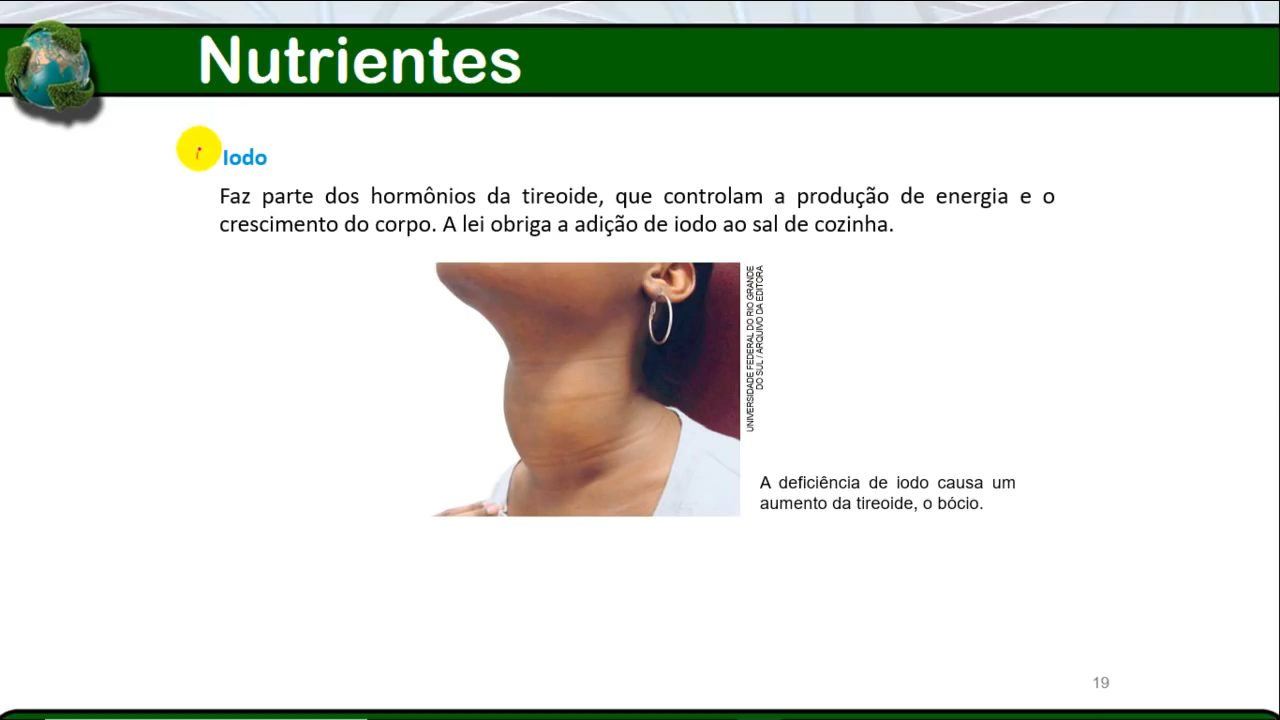 Nutrientes
Iodo
Faz parte dos hormônios da tireoide, que controlam a produção de energia e o
crescimento do corpo. A lei obriga a adição de iodo ao sal de cozinha.
UNIVERSIDADE FEDERAL DO RIO GRANDE
DO SUL / ARQUIVO DA EDITORA
A deficiência de iodo causa um
aumento da tireoide, o bócio.
19